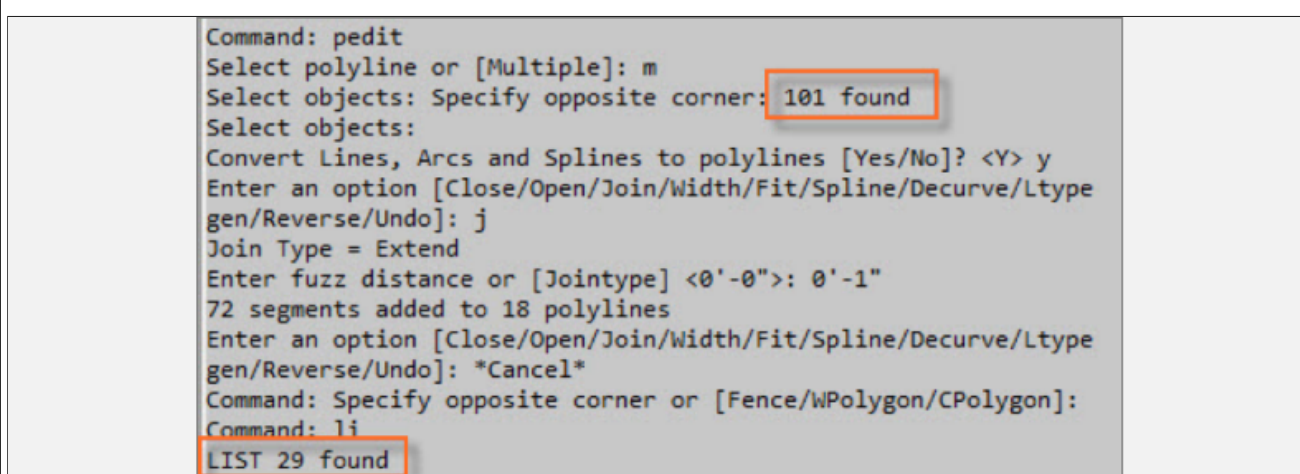 Command: pedit
Select polyline or [Multiple]: m
Select objects: Specify opposite corner: 101 found
Select objects:
Convert Lines, Arcs and Splines to polylines [Yes/No]? <Y> y
Enter an option [Close/Open/Join/Width/Fit/Spline/Decurve/Ltype
gen/Reverse/Undo]: j
Join Type = Extend
Enter fuzz distance or [Jointype] <0'-0">: 0'-1"
72 segments added to 18 polylines
Enter an option [Close/Open/Join/Width/Fit/Spline/Decurve/Ltype
gen/Reverse/Undo]: *Cancel*
Command: Specify opposite corner or [Fence/WPolygon/CPolygon]:
Command: li
LIST 29 found